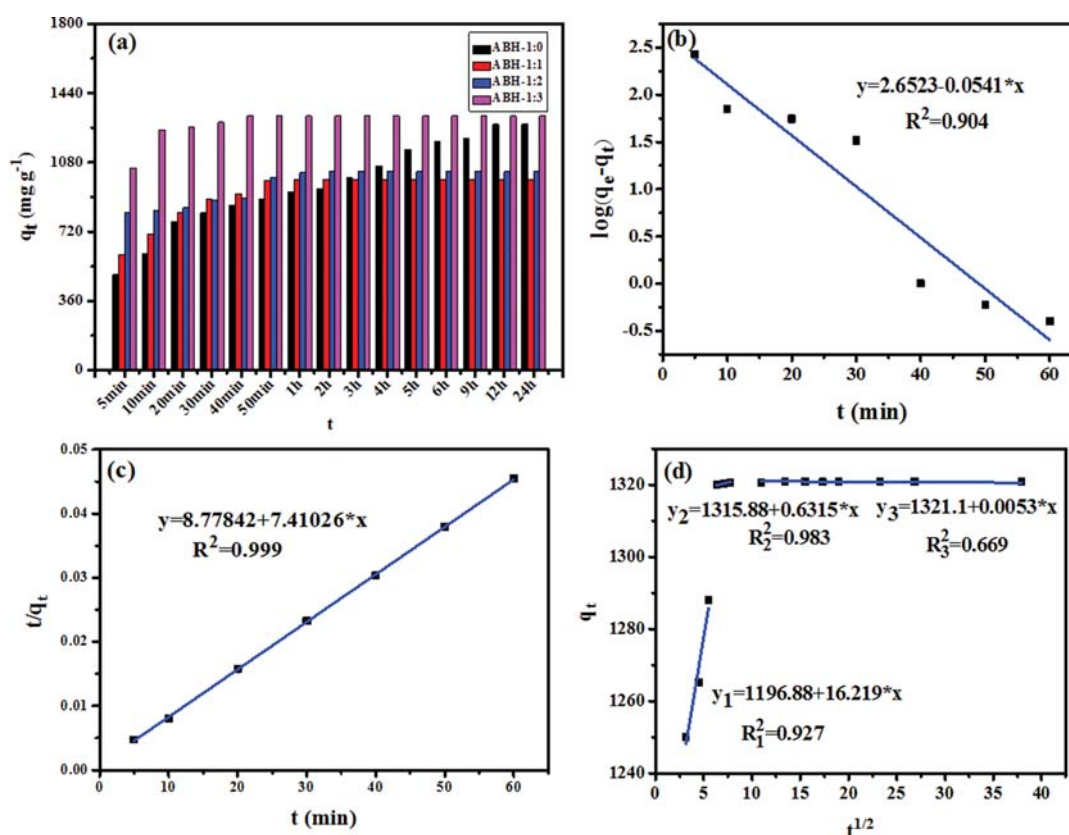 (a)
1800
1440
1080
720
360
0
qt (mg g-1)
ABH-1:0
ABH-1:1
ABH-1:2
ABH-1:3
5min 10min 20min 30min 40min 50min 1h 2h 3h 4h 5h 6h 9h 12h 24h
t
(b)
2.5
2.0
1.5
1.0
0.5
0.0
-0.5
log(qe-qt)
y=2.6523-0.0541*x
R2=0.904
0 10 20 30 40 50 60
t (min)
(c)
0.05
0.04
0.03
0.02
0.01
0.00
t/qt
y=8.77842+7.41026*x
R2=0.999
0 10 20 30 40 50 60
t (min)
(d)
1320
1300
1280
1260
1240
qt
y2=1315.88+0.6315*x
R22=0.983
y3=1321.1+0.0053*x
R32=0.669
y1=1196.88+16.219*x
R12=0.927
0 5 10 15 20 25 30 35 40
t1/2